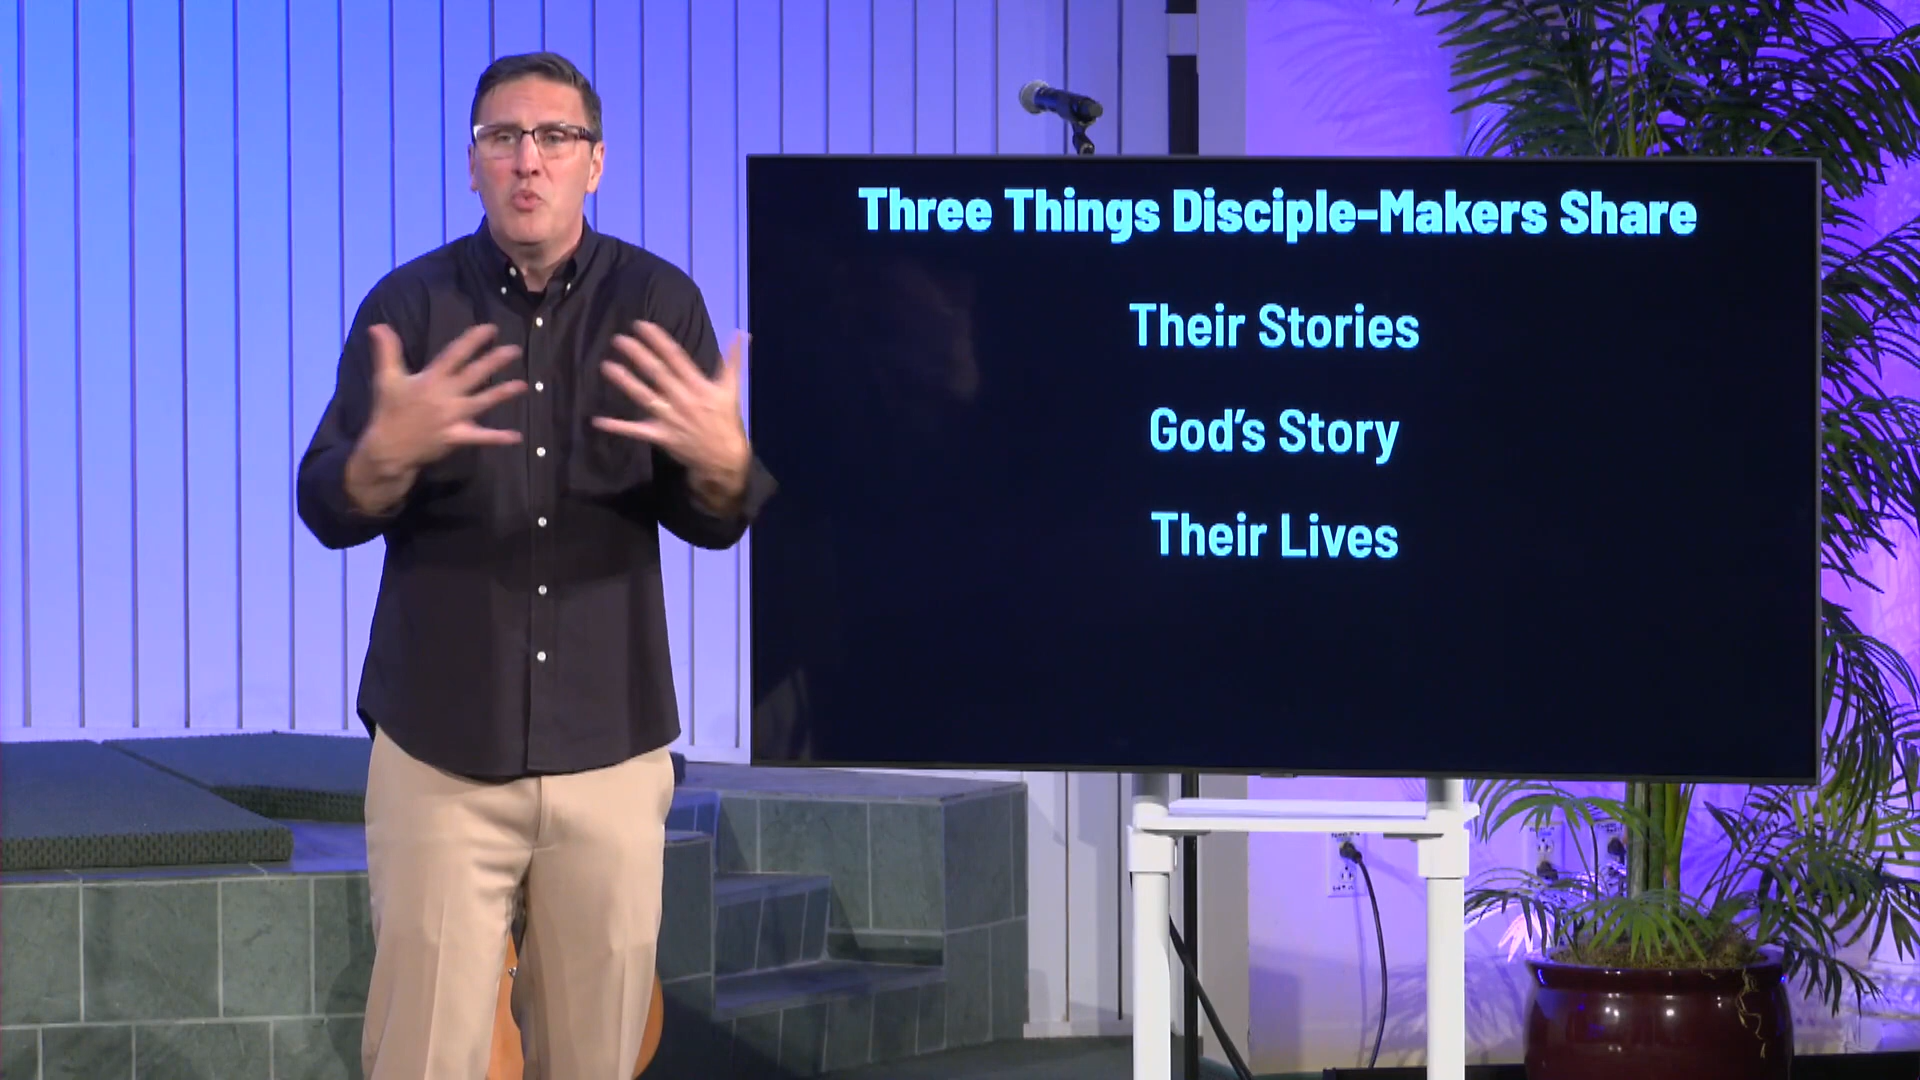 Three Things Disciple-Makers Share
Their Stories
God's Story
Their Lives